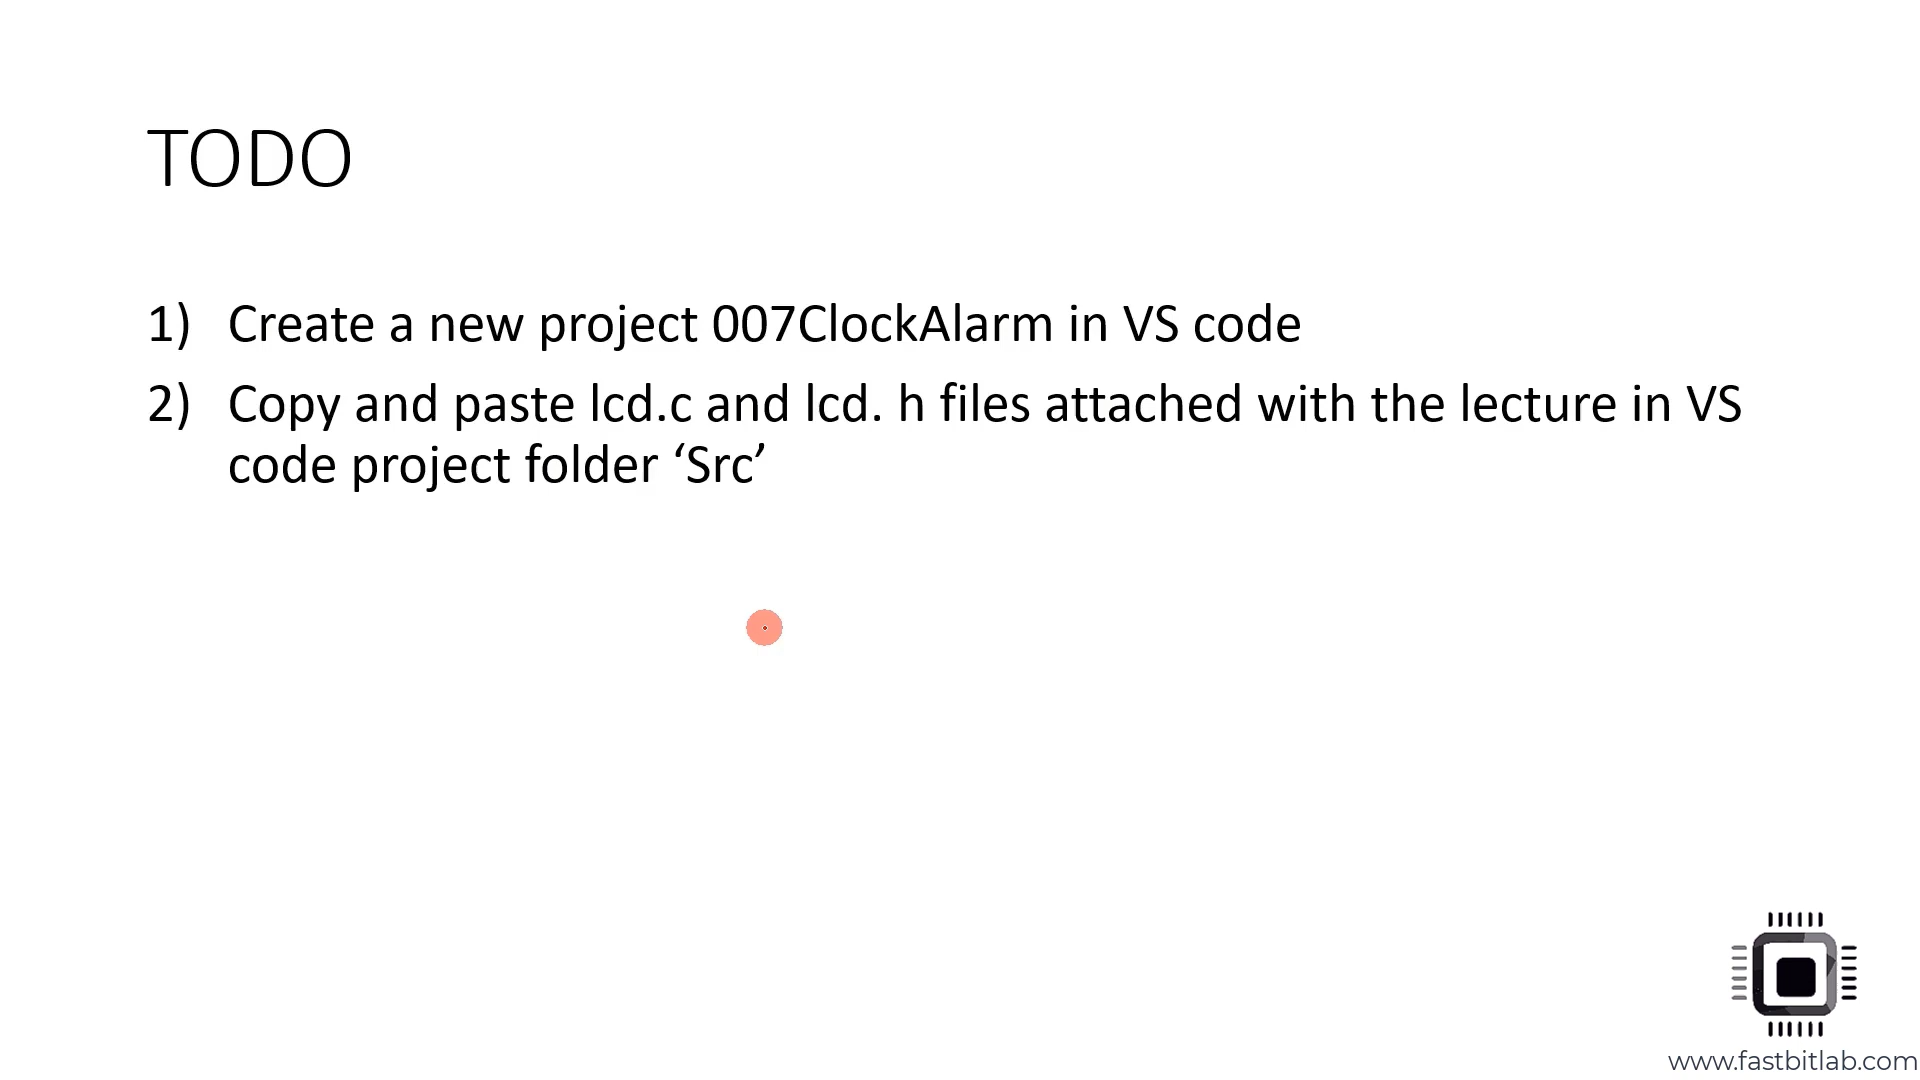 TODO
1) Create a new project 007ClockAlarm in VS code
2) Copy and paste lcd.c and lcd. h files attached with the lecture in VS
code project folder ‘Src’
www.fastbitlab.com